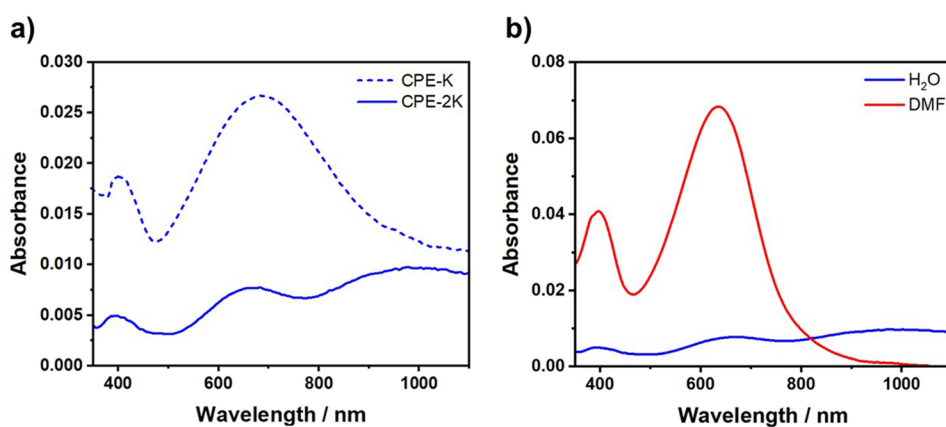 a)
0.030
0.025
0.020
0.015
0.010
0.005
0.000
Absorbance
CPE-K
CPE-2K
400 600 800 1000
Wavelength / nm
b)
0.08
0.06
0.04
0.02
0.00
Absorbance
H₂O
DMF
400 600 800 1000
Wavelength / nm